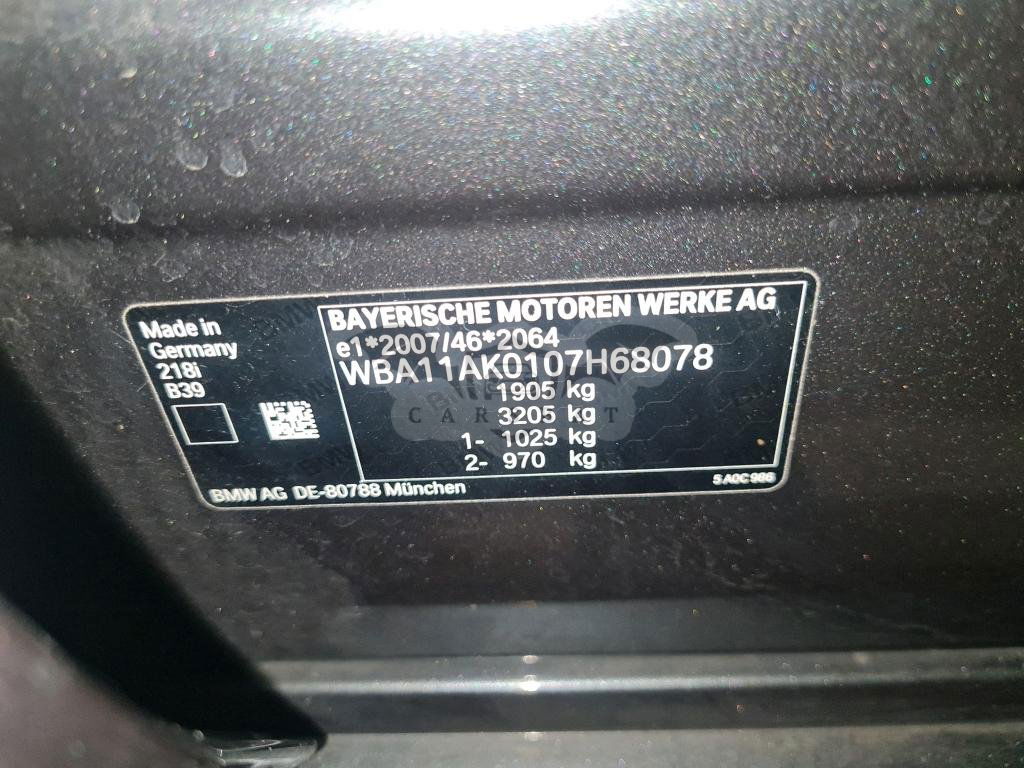 Made in
Germany
218i
B39
BAYERISCHE MOTOREN WERKE AG
e1*2007/46*2064
WBA11AK0107H68078
1905 kg
3205 kg
1- 1025 kg
2- 970 kg
BMW AG DE-80788 München
5 A0C 986